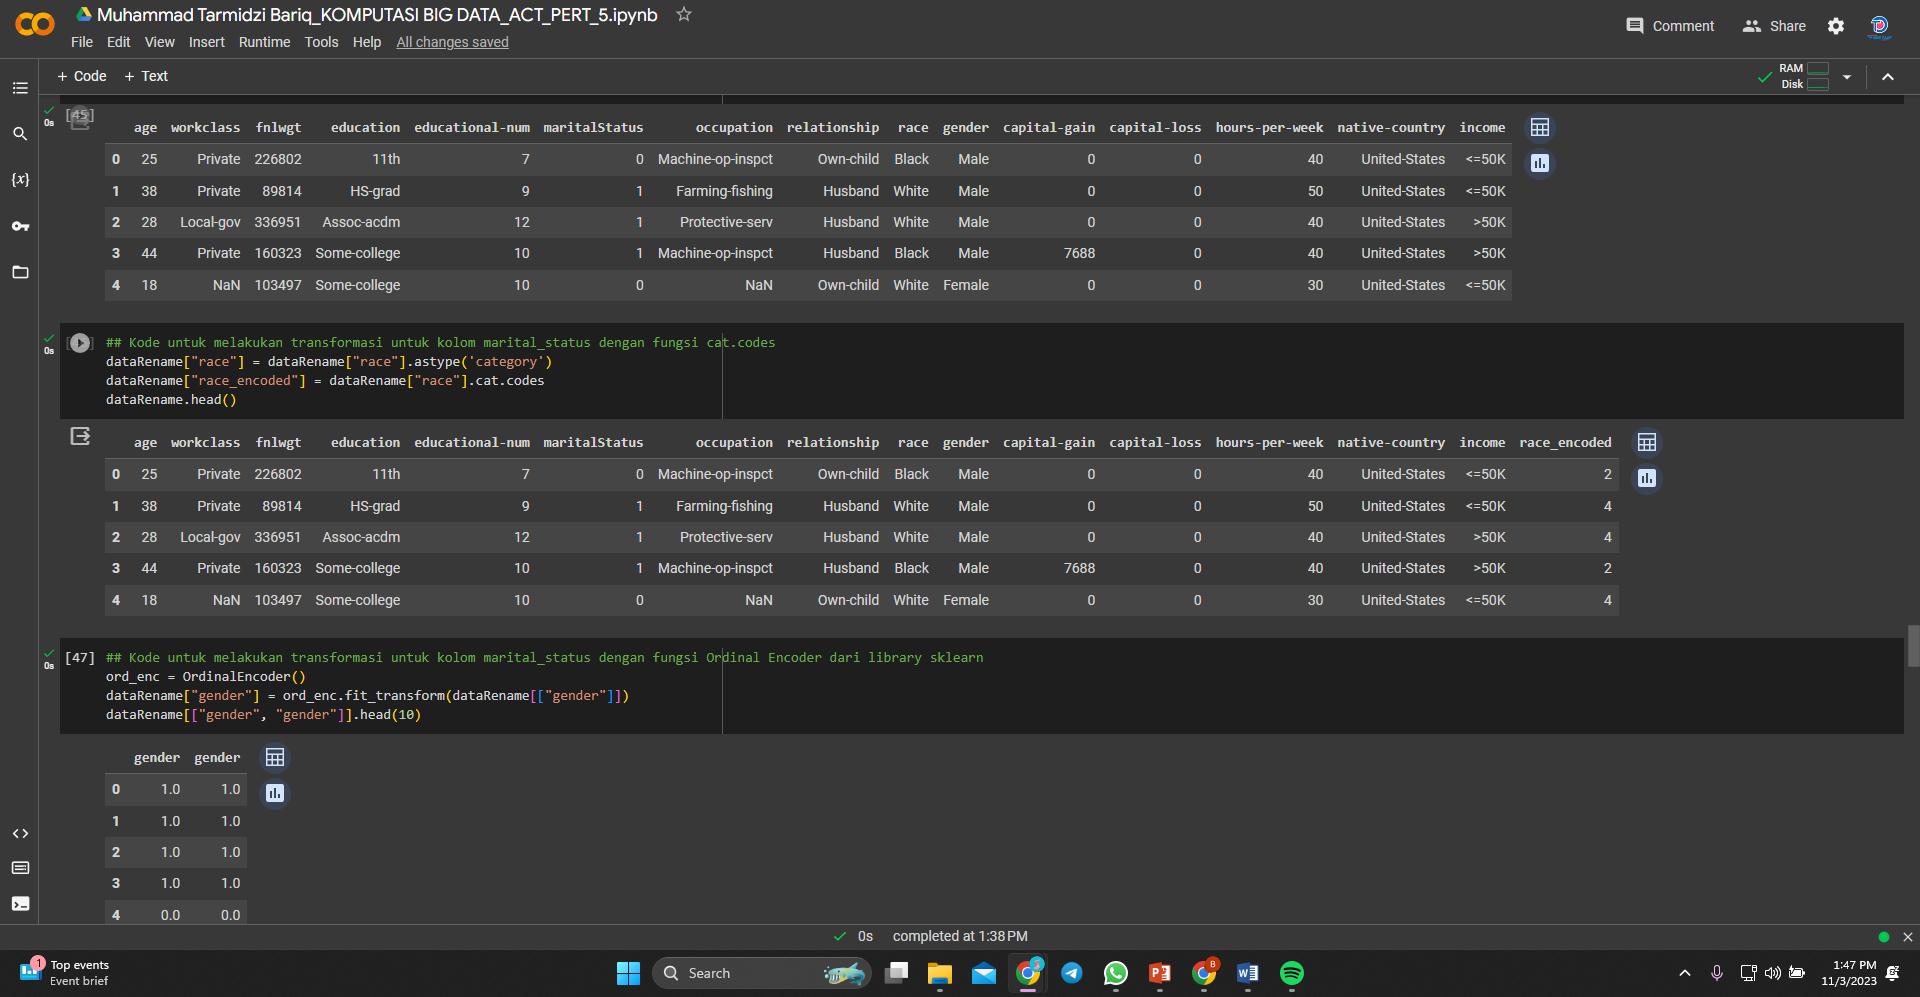 Muhammad Tarmidzi Bariq_KOMPUTASI BIG DATA_ACT_PERT_5.ipynb
File Edit View Insert Runtime Tools Help All changes saved
Comment Share
+ Code + Text
RAM
Disk
0s [45]
age workclass fnlwgt education educational-num maritalStatus occupation relationship race gender capital-gain capital-loss hours-per-week native-country income
0 25 Private 226802 11th 7 0 Machine-op-inspct Own-child Black Male 0 0 40 United-States <=50K
1 38 Private 89814 HS-grad 9 1 Farming-fishing Husband White Male 0 0 50 United-States <=50K
2 28 Local-gov 336951 Assoc-acdm 12 1 Protective-serv Husband White Male 0 0 40 United-States >50K
3 44 Private 160323 Some-college 10 1 Machine-op-inspct Husband Black Male 7688 0 40 United-States >50K
4 18 NaN 103497 Some-college 10 0 NaN Own-child White Female 0 0 30 United-States <=50K
0s
## Kode untuk melakukan transformasi untuk kolom marital_status dengan fungsi cat.codes
dataRename["race"] = dataRename["race"].astype('category')
dataRename["race_encoded"] = dataRename["race"].cat.codes
dataRename.head()
age workclass fnlwgt education educational-num maritalStatus occupation relationship race gender capital-gain capital-loss hours-per-week native-country income race_encoded
0 25 Private 226802 11th 7 0 Machine-op-inspct Own-child Black Male 0 0 40 United-States <=50K 2
1 38 Private 89814 HS-grad 9 1 Farming-fishing Husband White Male 0 0 50 United-States <=50K 4
2 28 Local-gov 336951 Assoc-acdm 12 1 Protective-serv Husband White Male 0 0 40 United-States >50K 4
3 44 Private 160323 Some-college 10 1 Machine-op-inspct Husband Black Male 7688 0 40 United-States >50K 2
4 18 NaN 103497 Some-college 10 0 NaN Own-child White Female 0 0 30 United-States <=50K 4
0s [47]
## Kode untuk melakukan transformasi untuk kolom marital_status dengan fungsi Ordinal Encoder dari library sklearn
ord_enc = OrdinalEncoder()
dataRename["gender"] = ord_enc.fit_transform(dataRename[["gender"]])
dataRename[["gender", "gender"]].head(10)
gender gender
0 1.0 1.0
1 1.0 1.0
2 1.0 1.0
3 1.0 1.0
4 0.0 0.0
0s completed at 1:38 PM
1 Top events
Event brief
Search
1:47 PM
11/3/2023